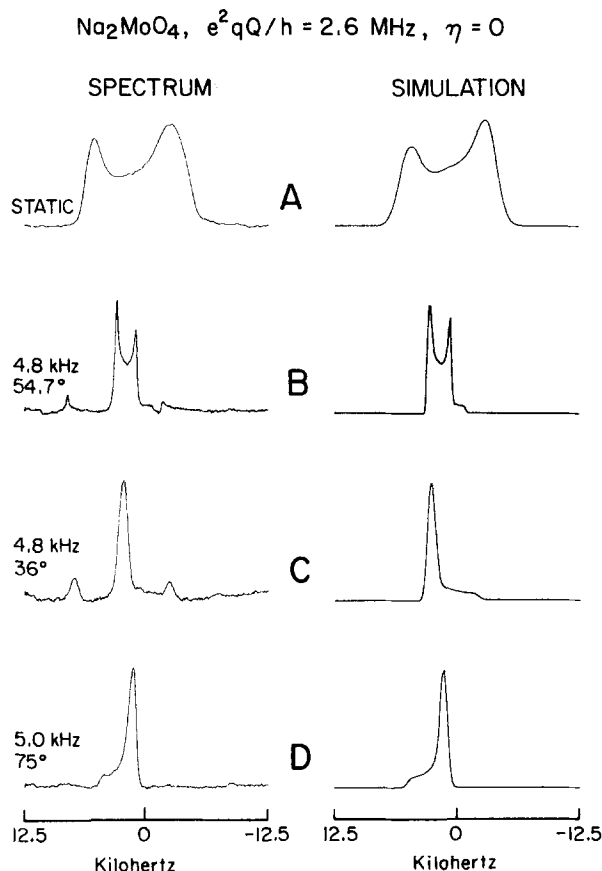 Na2MoO4, e²qQ/h = 2.6 MHz, η = 0
SPECTRUM
SIMULATION
STATIC
A
4.8 kHz
54.7°
B
4.8 kHz
36°
C
5.0 kHz
75°
D
12.5 0 -12.5
12.5 0 -12.5
Kilohertz
Kilohertz